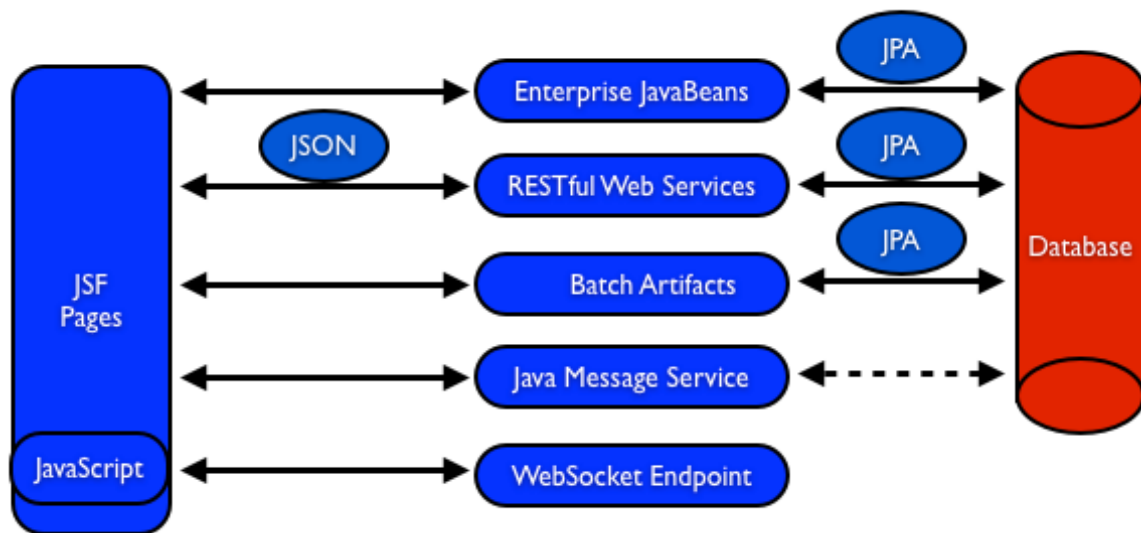 JPA
Enterprise JavaBeans
JSON
JPA
RESTful Web Services
JPA
Database
JSF
Pages
Batch Artifacts
Java Message Service
JavaScript
WebSocket Endpoint